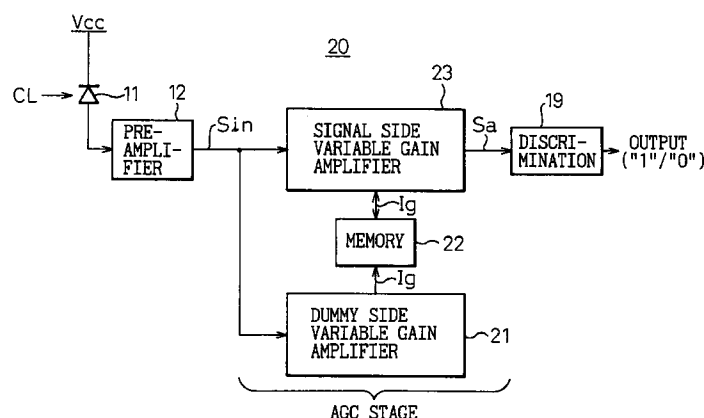 Vcc
20
CL
11
12
PRE-
AMPLI-
FIER
Sin
23
SIGNAL SIDE
VARIABLE GAIN
AMPLIFIER
Sa
19
DISCRI-
MINATION
OUTPUT
("1"/"0")
Ig
MEMORY
22
Ig
DUMMY SIDE
VARIABLE GAIN
AMPLIFIER
21
AGC STAGE